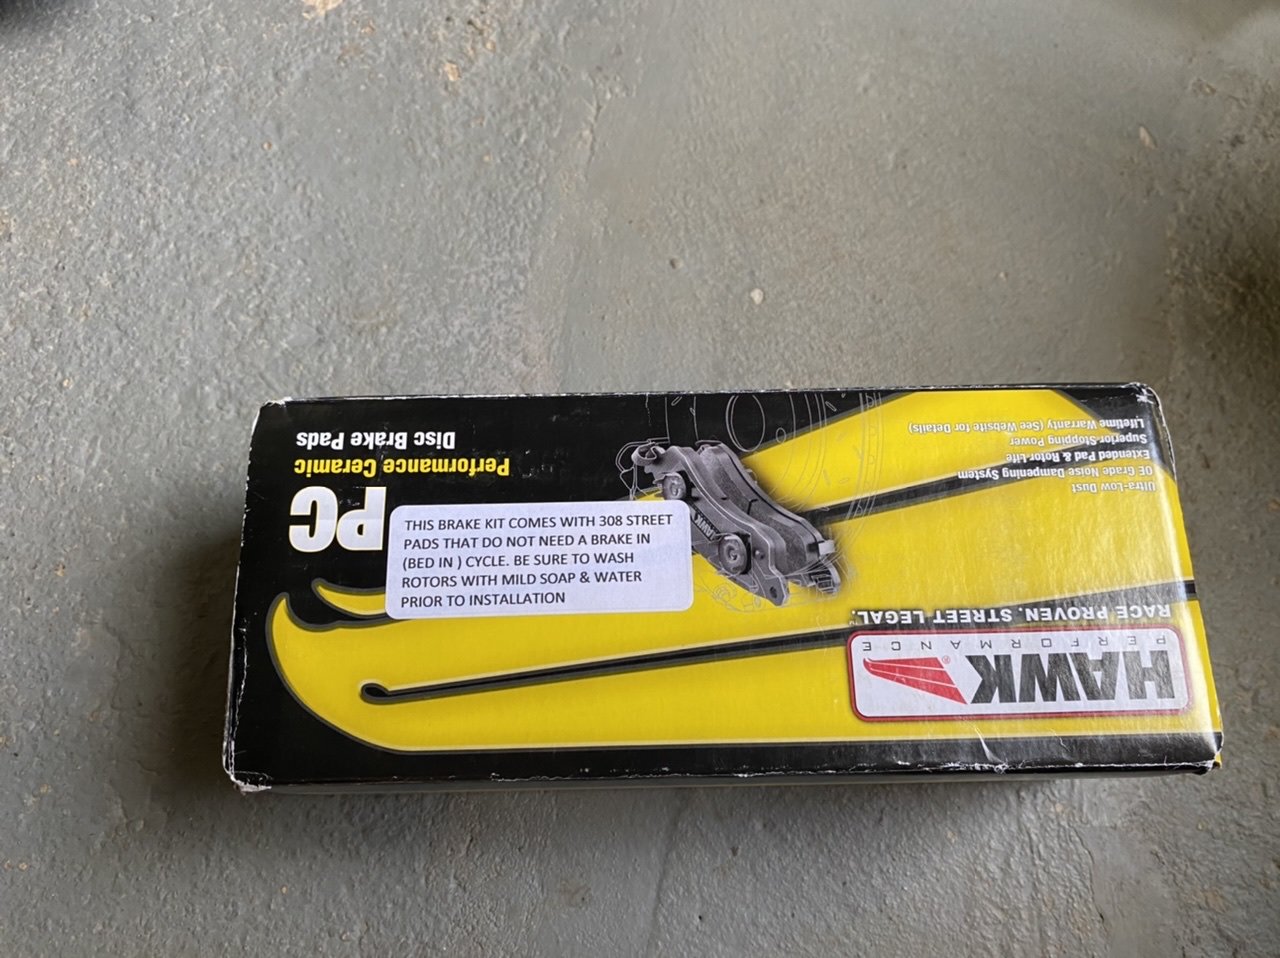 THIS BRAKE KIT COMES WITH 308 STREET
PADS THAT DO NOT NEED A BRAKE IN
(BED IN ) CYCLE. BE SURE TO WASH
ROTORS WITH MILD SOAP & WATER
PRIOR TO INSTALLATION
HAWK®
PERFORMANCE
RACE PROVEN. STREET LEGAL.™
Ultra-Low Dust
OE Grade Noise Dampening System
Extended Pad & Rotor Life
Superior Stopping Power
Lifetime Warranty (See Website for Details)
HAWK
PC
Performance Ceramic
Disc Brake Pads